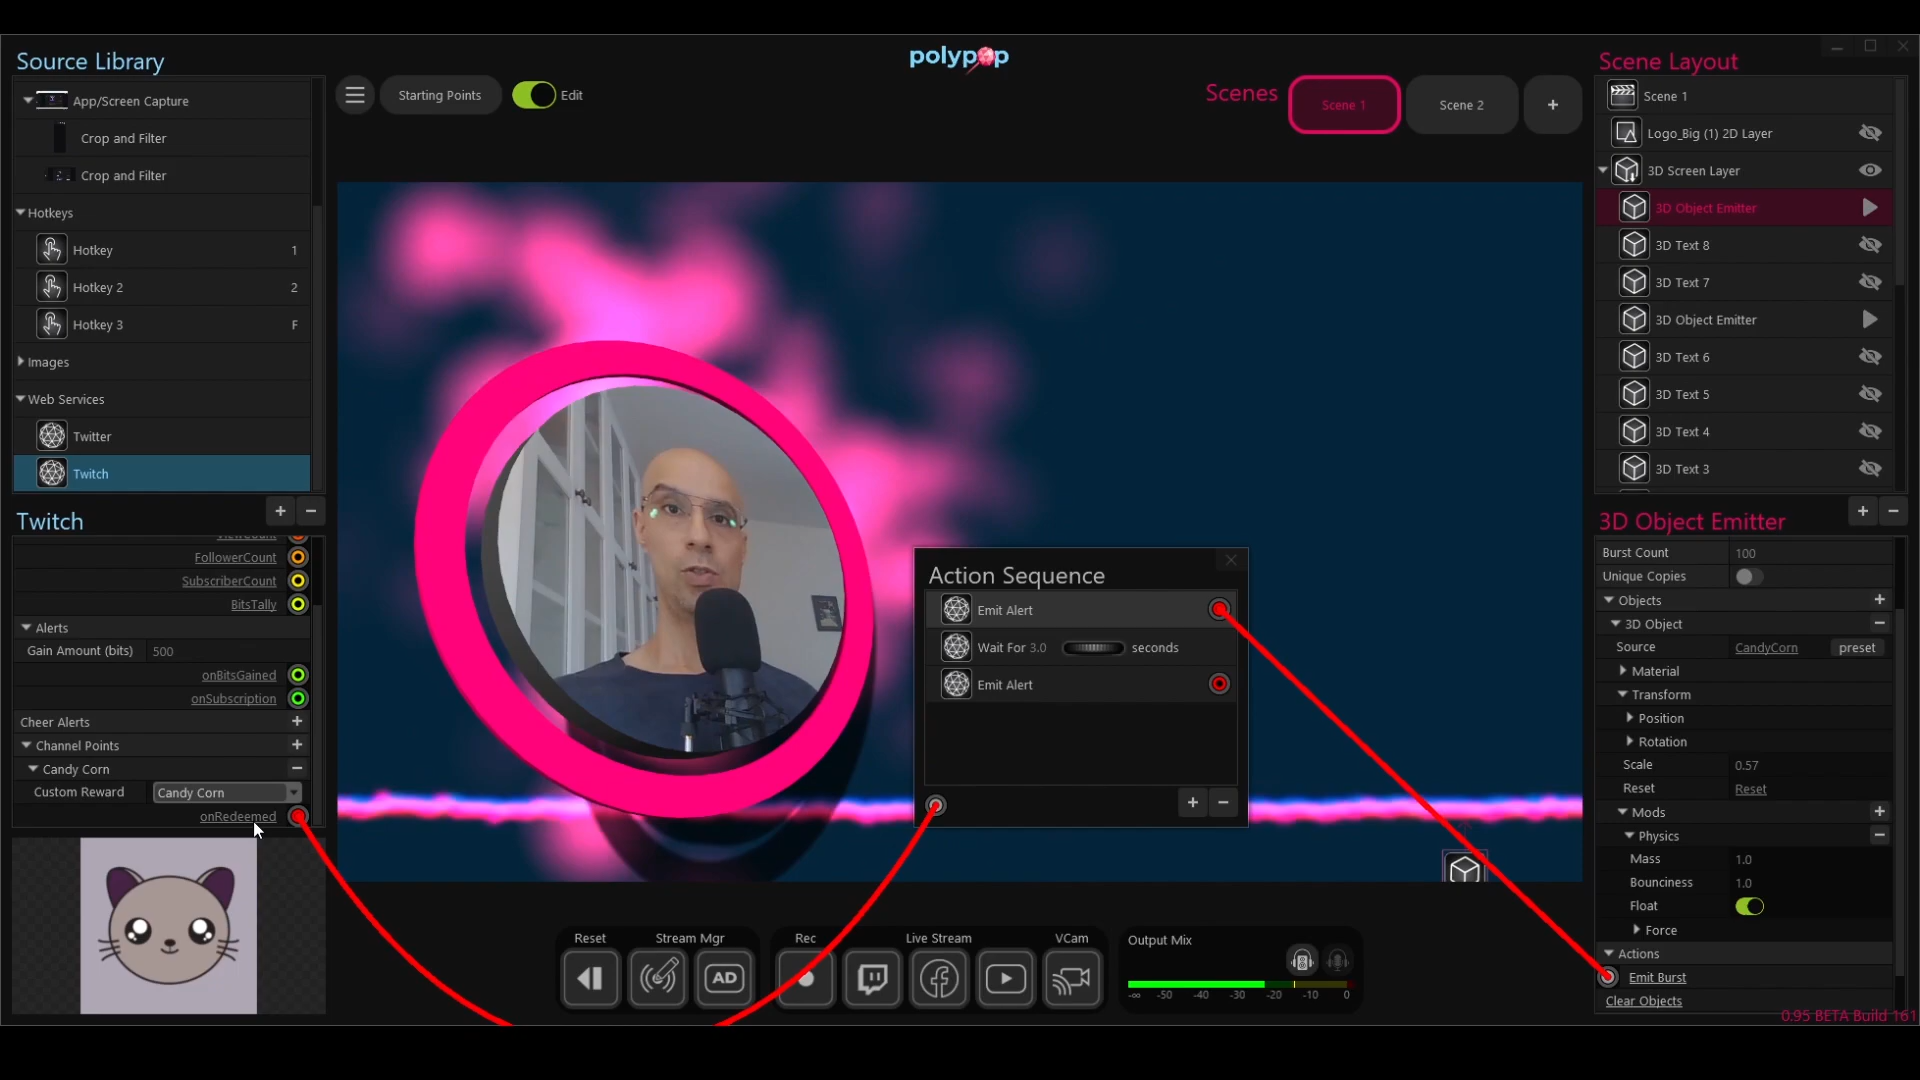 Source Library
App/Screen Capture
Crop and Filter
Crop and Filter
Hotkeys
Hotkey 1
Hotkey 2 2
Hotkey 3 F
Images
Web Services
Twitter
Twitch
Twitch
ViewCount
FollowerCount
SubscriberCount
BitsTally
Alerts
Gain Amount (bits) 500
onBitsGained
onSubscription
Cheer Alerts
Channel Points
Candy Corn
Custom Reward Candy Corn
onRedeemed
Starting Points
Edit
polypop
Scenes
Scene 1
Scene 2
+
Action Sequence
Emit Alert
Wait For 3.0 seconds
Emit Alert
Reset
Stream Mgr
AD
Rec
Live Stream
VCam
Output Mix
-∞ -50 -40 -30 -20 -10 0
Scene Layout
Scene 1
Logo_Big (1) 2D Layer
3D Screen Layer
3D Object Emitter
3D Text 8
3D Text 7
3D Object Emitter
3D Text 6
3D Text 5
3D Text 4
3D Text 3
3D Object Emitter
Burst Count 100
Unique Copies
Objects
3D Object
Source CandyCorn preset
Material
Transform
Position
Rotation
Scale 0.57
Reset Reset
Mods
Physics
Mass 1.0
Bounciness 1.0
Float
Force
Actions
Emit Burst
Clear Objects
0.95 BETA Build 161